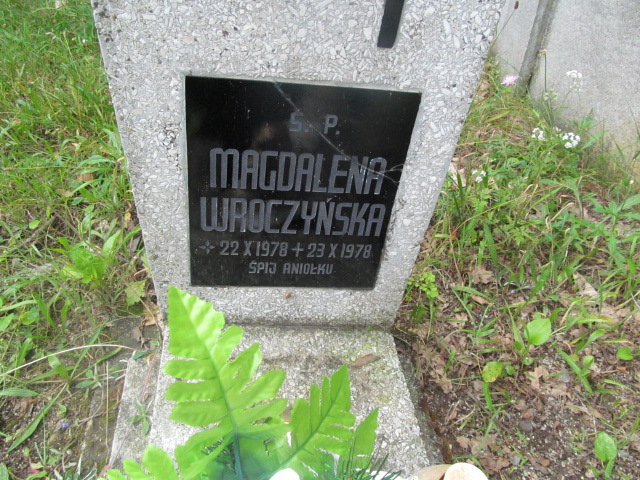 Ś. P.
MAGDALENA
WROCZYŃSKA
✢ 22 X 1978 + 23 X 1978
ŚPIJ ANIOŁKU